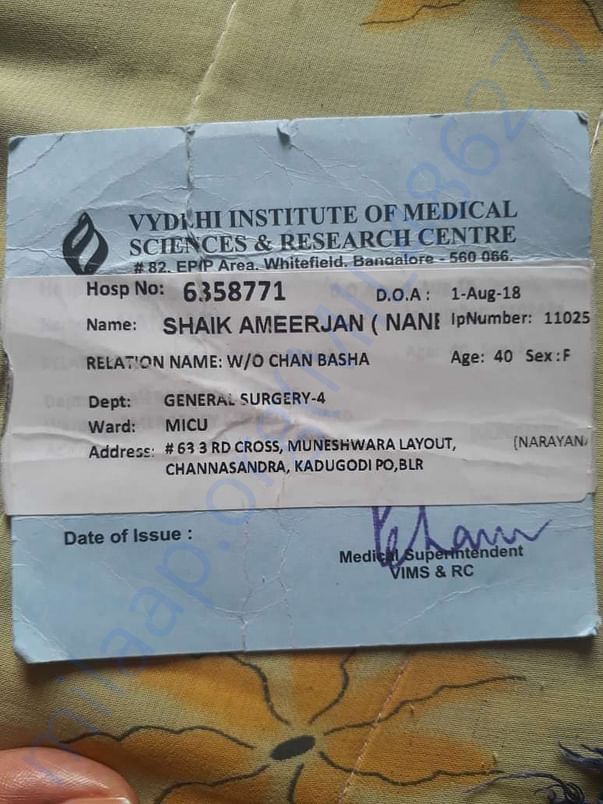 VYDEHI INSTITUTE OF MEDICAL
SCIENCES & RESEARCH CENTRE
# 82, EPIP Area, Whitefield, Bangalore - 560 066.
Hosp No: 6358771 D.O.A : 1-Aug-18
Name: SHAIK AMEERJAN ( NANI IpNumber: 11025
RELATION NAME: W/O CHAN BASHA Age: 40 Sex : F
Dept: GENERAL SURGERY-4
Ward: MICU
Address: # 63 3 RD CROSS, MUNESHWARA LAYOUT, (NARAYAN
CHANNASANDRA, KADUGODI PO,BLR
Date of Issue :
Medical Superintendent
VIMS & RC